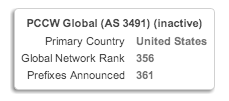 PCCW Global (AS 3491) (inactive)
Primary Country United States
Global Network Rank 356
Prefixes Announced 361